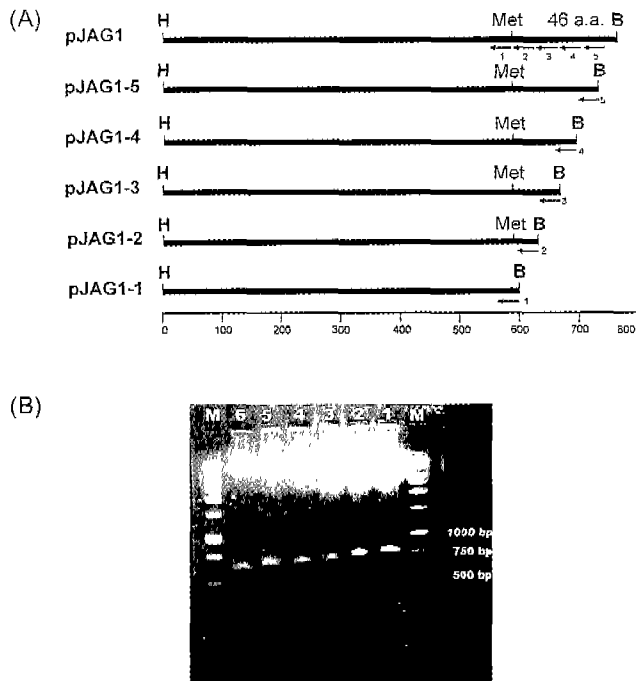 (A)
Met 46 a.a.
pJAG1 H B
1 2 3 4 5
H Met B
pJAG1-5
5
H Met B
pJAG1-4
4
H Met B
pJAG1-3
3
H Met B
pJAG1-2
2
H B
pJAG1-1
1
0 100 200 300 400 500 600 700 800
(B)
M 6 5 4 3 2 1 M
1000 bp
750 bp
500 bp